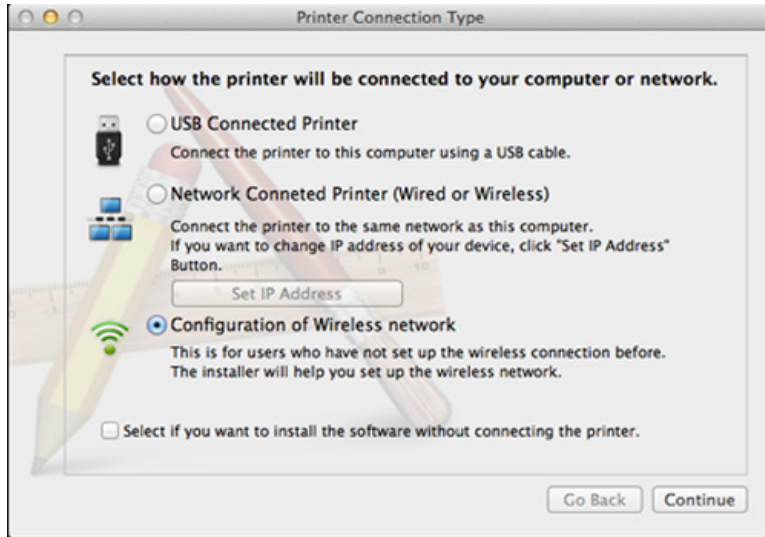 Printer Connection Type
Select how the printer will be connected to your computer or network.
USB Connected Printer
Connect the printer to this computer using a USB cable.
Network Conneted Printer (Wired or Wireless)
Connect the printer to the same network as this computer.
If you want to change IP address of your device, click "Set IP Address"
Button.
Set IP Address
Configuration of Wireless network
This is for users who have not set up the wireless connection before.
The installer will help you set up the wireless network.
Select if you want to install the software without connecting the printer.
Go Back Continue